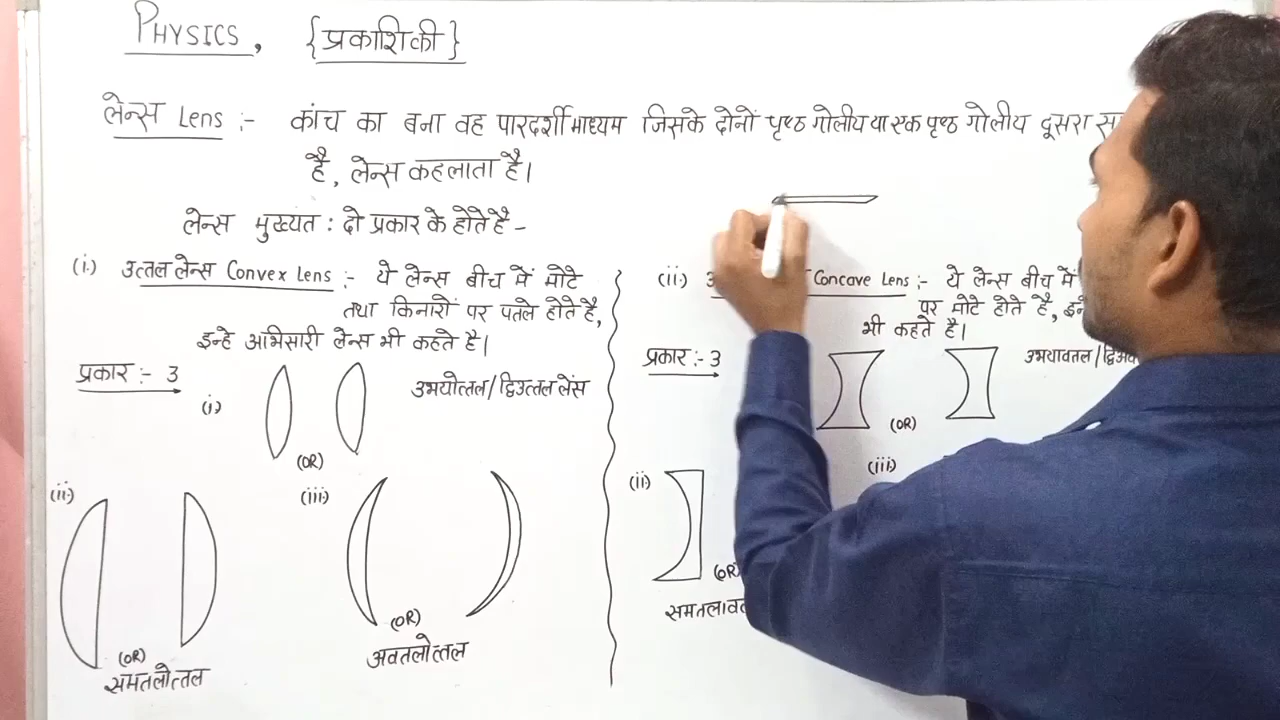 PHYSICS, {प्रकाशिकी}
लेन्स Lens :- कांच का बना वह पारदर्शी माध्यम जिसके दोनों पृष्ठ गोलीय या एक पृष्ठ गोलीय दूसरा
है, लेन्स कहलाता है।
लेन्स मुख्यत: दो प्रकार के होते है -
(i.) उत्तल लेन्स Convex Lens :- ये लेन्स बीच में मोटे
तथा किनारों पर पतले होते है,
इन्हे अभिसारी लेन्स भी कहते है।
प्रकार :- 3
(i) (OR) उभयोत्तल/द्विउत्तल लेंस
(ii) (OR) समतलोत्तल
(iii) (OR) अवतलोत्तल
(ii) Concave Lens :- ये लेन्स बीच में
पर मोटे होते है,
भी कहते है।
प्रकार :- 3
(OR) उभयावतल/
(ii) (OR)
(iii)